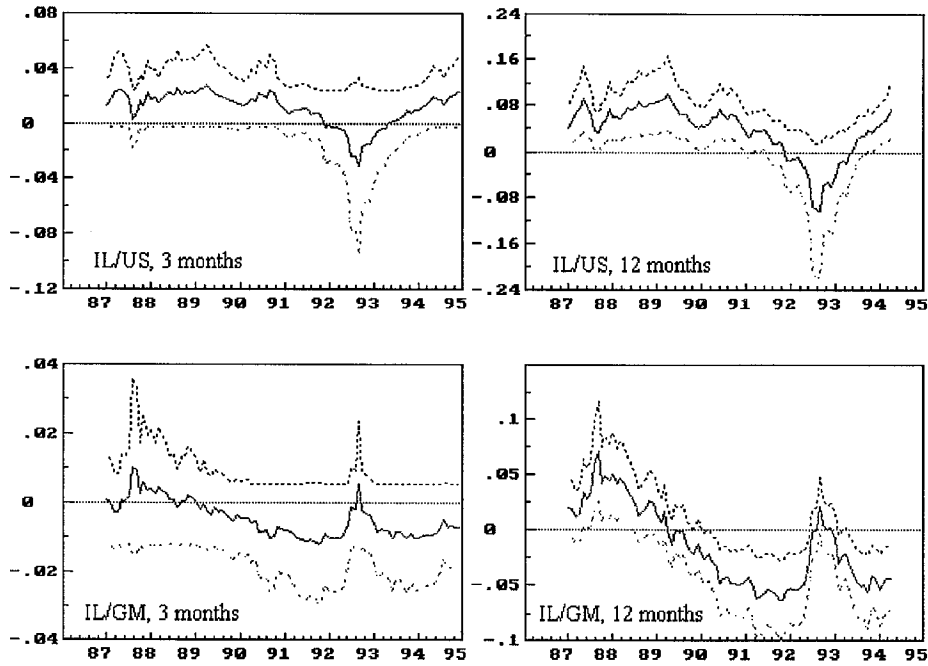 .08
.04
0
-.04
-.08
-.12
IL/US, 3 months
87 88 89 90 91 92 93 94 95
.24
.16
.08
0
-.08
-.16
-.24
IL/US, 12 months
87 88 89 90 91 92 93 94 95
.04
.02
0
-.02
-.04
IL/GM, 3 months
87 88 89 90 91 92 93 94 95
.1
.05
0
-.05
-.1
IL/GM, 12 months
87 88 89 90 91 92 93 94 95